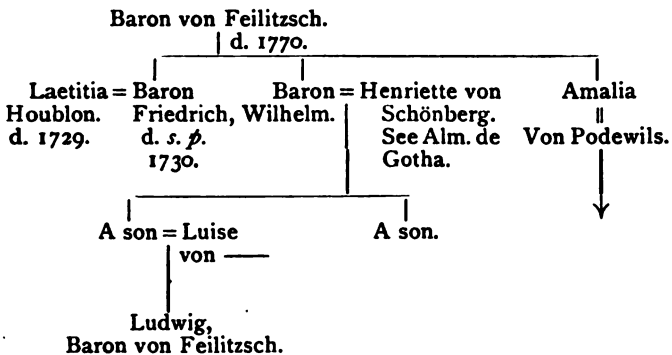 Baron von Feilitzsch.
d. 1770.
Laetitia = Baron Baron = Henriette von Amalia
Houblon. Friedrich, Wilhelm. Schönberg. =
d. 1729. d. s. p. See Alm. de Von Podewils.
1730. Gotha.
A son = Luise A son.
von ——
Ludwig,
Baron von Feilitzsch.